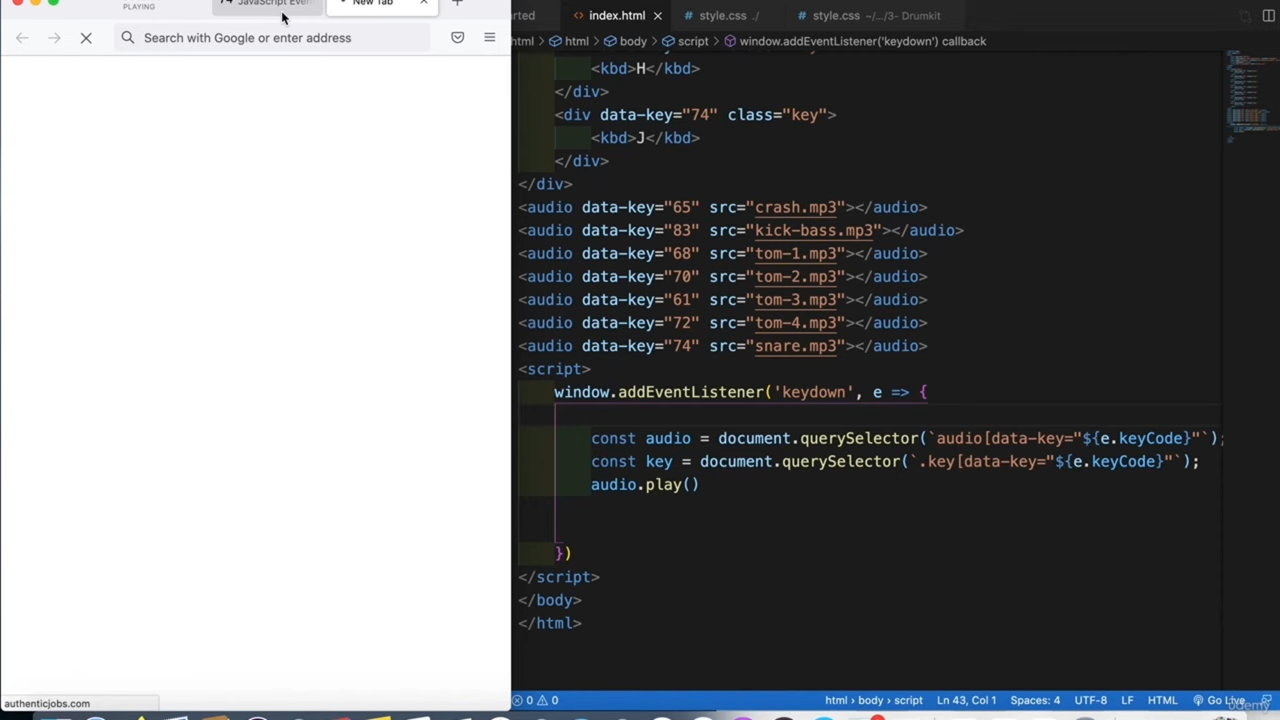 PLAYING
JavaScript Even
New Tab
Search with Google or enter address
authenticjobs.com
arted
index.html
style.css ./
style.css ~/.../3- Drumkit
html
html
body
script
window.addEventListener('keydown') callback
<kbd>H</kbd>
</div>
<div data-key="74" class="key">
<kbd>J</kbd>
</div>
</div>
<audio data-key="65" src="crash.mp3"></audio>
<audio data-key="83" src="kick-bass.mp3"></audio>
<audio data-key="68" src="tom-1.mp3"></audio>
<audio data-key="70" src="tom-2.mp3"></audio>
<audio data-key="61" src="tom-3.mp3"></audio>
<audio data-key="72" src="tom-4.mp3"></audio>
<audio data-key="74" src="snare.mp3"></audio>
<script>
window.addEventListener('keydown', e => {
const audio = document.querySelector(`audio[data-key="${e.keyCode}"`);
const key = document.querySelector(`.key[data-key="${e.keyCode}"`);
audio.play()
})
</script>
</body>
</html>
0 0
html › body › script
Ln 43, Col 1
Spaces: 4
UTF-8
LF
HTML
Go Live
udemy